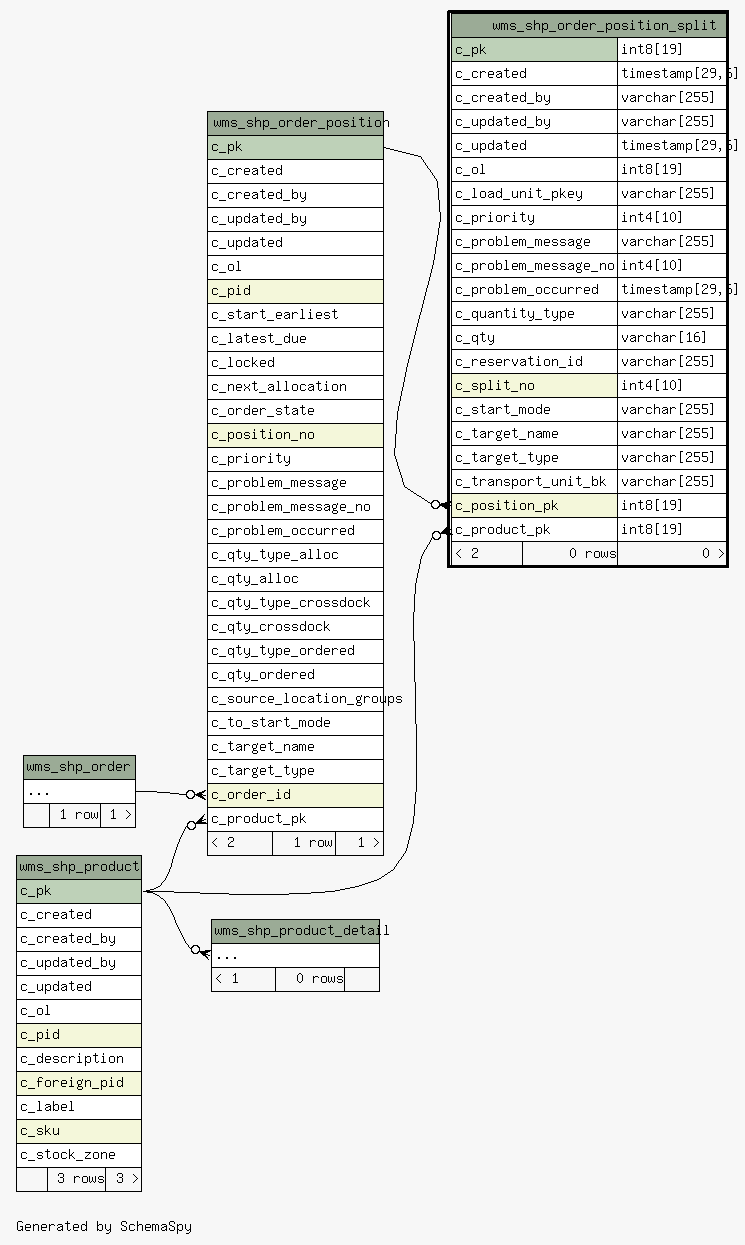 wms_shp_order_position_split
c_pk int8[19]
c_created timestamp[29,6]
c_created_by varchar[255]
c_updated_by varchar[255]
c_updated timestamp[29,6]
c_ol int8[19]
c_load_unit_pkey varchar[255]
c_priority int4[10]
c_problem_message varchar[255]
c_problem_message_no int4[10]
c_problem_occurred timestamp[29,6]
c_quantity_type varchar[255]
c_qty varchar[16]
c_reservation_id varchar[255]
c_split_no int4[10]
c_start_mode varchar[255]
c_target_name varchar[255]
c_target_type varchar[255]
c_transport_unit_bk varchar[255]
c_position_pk int8[19]
c_product_pk int8[19]
< 2 0 rows 0 >
wms_shp_order_position
c_pk
c_created
c_created_by
c_updated_by
c_updated
c_ol
c_pid
c_start_earliest
c_latest_due
c_locked
c_next_allocation
c_order_state
c_position_no
c_priority
c_problem_message
c_problem_message_no
c_problem_occurred
c_qty_type_alloc
c_qty_alloc
c_qty_type_crossdock
c_qty_crossdock
c_qty_type_ordered
c_qty_ordered
c_source_location_groups
c_to_start_mode
c_target_name
c_target_type
c_order_id
c_product_pk
< 2 1 row 1 >
wms_shp_order
...
1 row 1 >
wms_shp_product
c_pk
c_created
c_created_by
c_updated_by
c_updated
c_ol
c_pid
c_description
c_foreign_pid
c_label
c_sku
c_stock_zone
3 rows 3 >
wms_shp_product_detail
...
< 1 0 rows
Generated by SchemaSpy